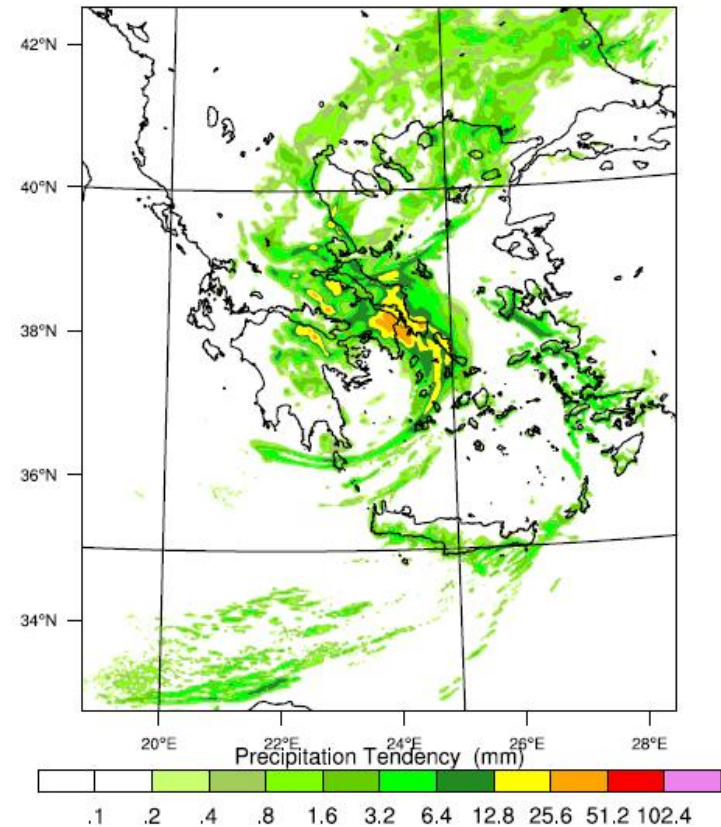 42°N
40°N
38°N
36°N
34°N
20°E 22°E 24°E 26°E 28°E
Precipitation Tendency (mm)
.1 .2 .4 .8 1.6 3.2 6.4 12.8 25.6 51.2 102.4